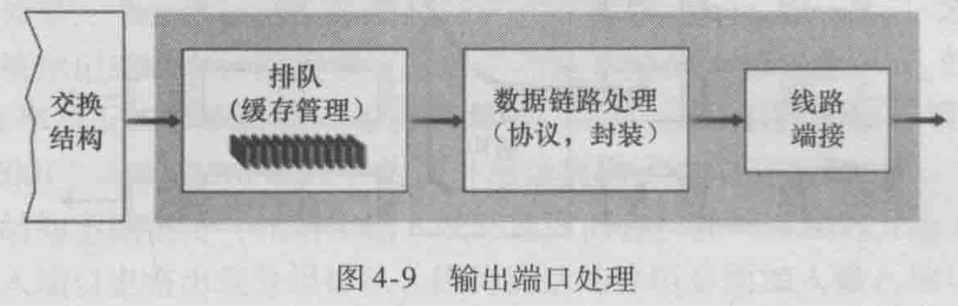 交换
结构
排队
(缓存管理)
数据链路处理
(协议，封装)
线路
端接
图 4-9 输出端口处理